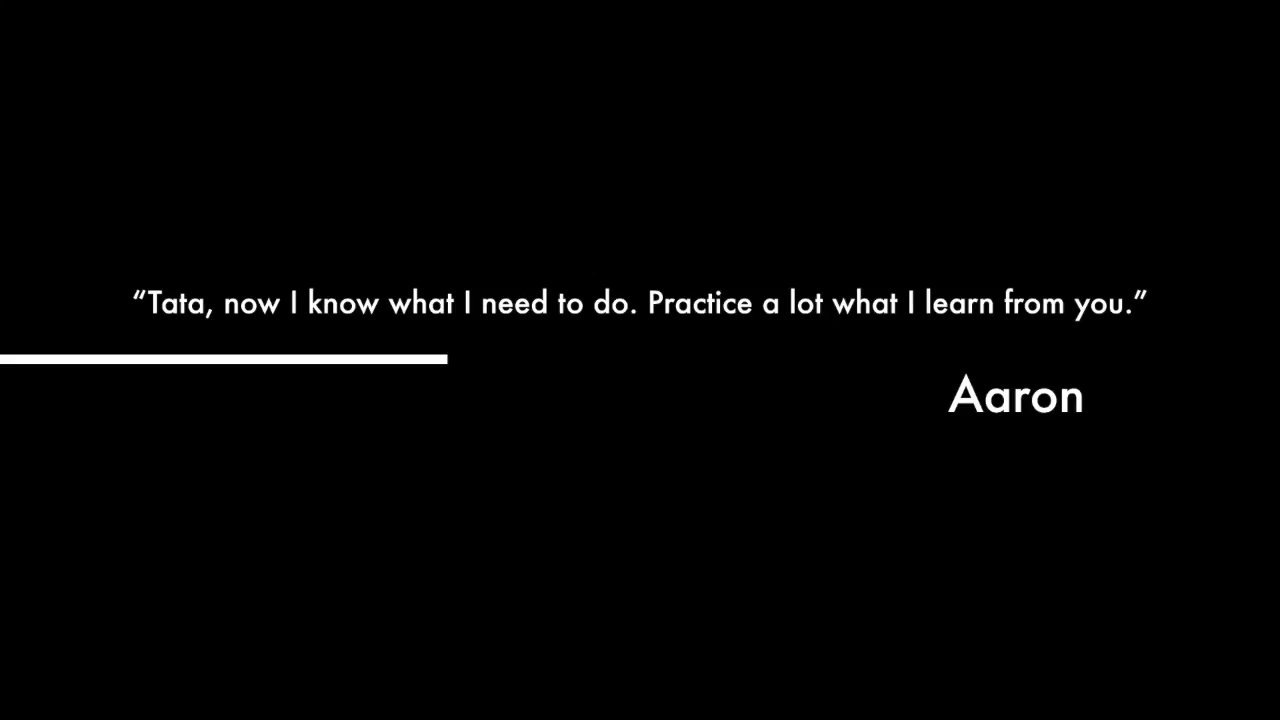 “Tata, now I know what I need to do. Practice a lot what I learn from you.”
Aaron